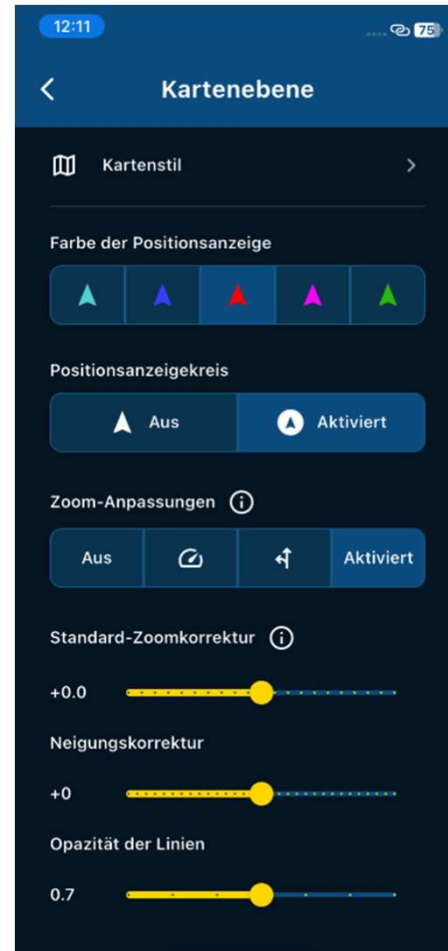 12:11
75
Kartenebene
Kartenstil
Farbe der Positionsanzeige
Positionsanzeigekreis
Aus Aktiviert
Zoom-Anpassungen
Aus Aktiviert
Standard-Zoomkorrektur
+0.0
Neigungskorrektur
+0
Opazität der Linien
0.7